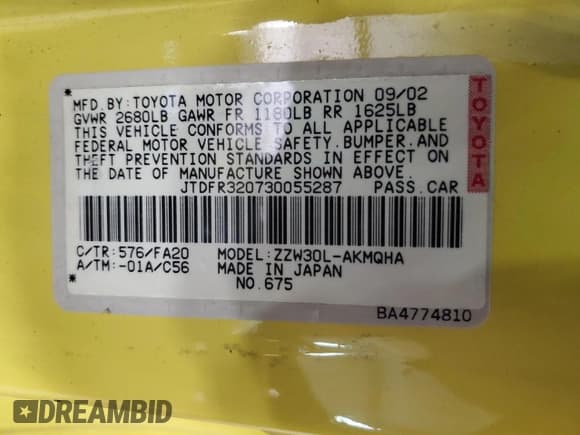 MFD.BY:TOYOTA MOTOR CORPORATION 09/02
GVWR 2680LB GAWR FR 1180LB RR 1625LB
THIS VEHICLE CONFORMS TO ALL APPLICABLE
FEDERAL MOTOR VEHICLE SAFETY.BUMPER.AND
THEFT PREVENTION STANDARDS IN EFFECT ON
THE DATE OF MANUFACTURE SHOWN ABOVE.
JTDFR320730055287 PASS.CAR
C/TR:576/FA20 MODEL:ZZW30L-AKMQHA
A/TM:-01A/C56 MADE IN JAPAN
NO.675
BA4774810
TOYOTA
DREAMBID